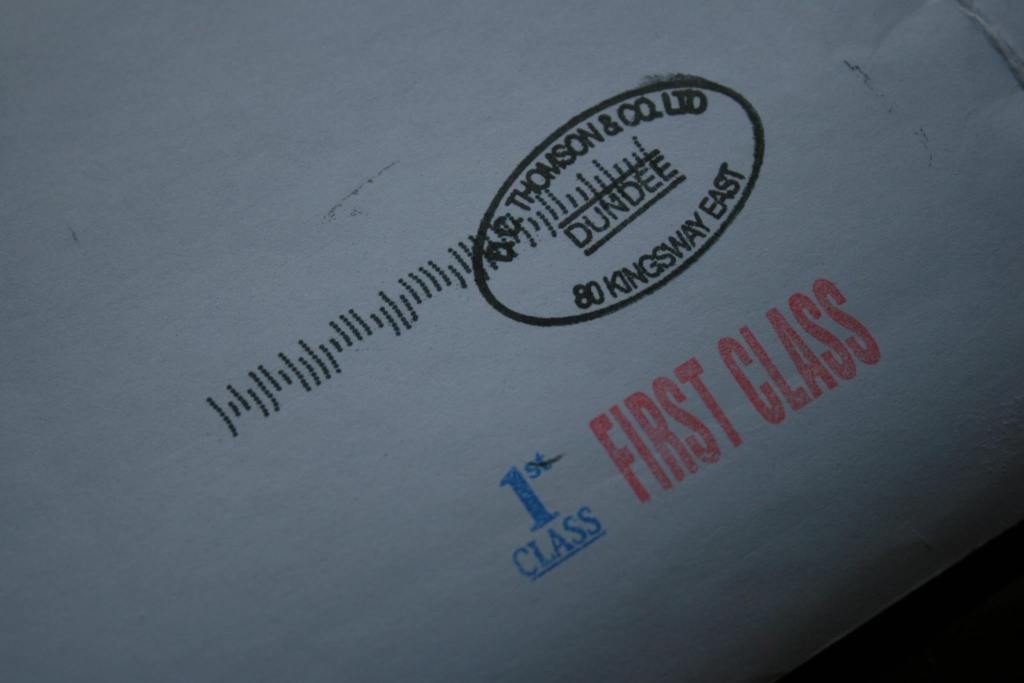 D.C. THOMSON & CO. LTD
DUNDEE
80 KINGSWAY EAST
FIRST CLASS
1st
CLASS